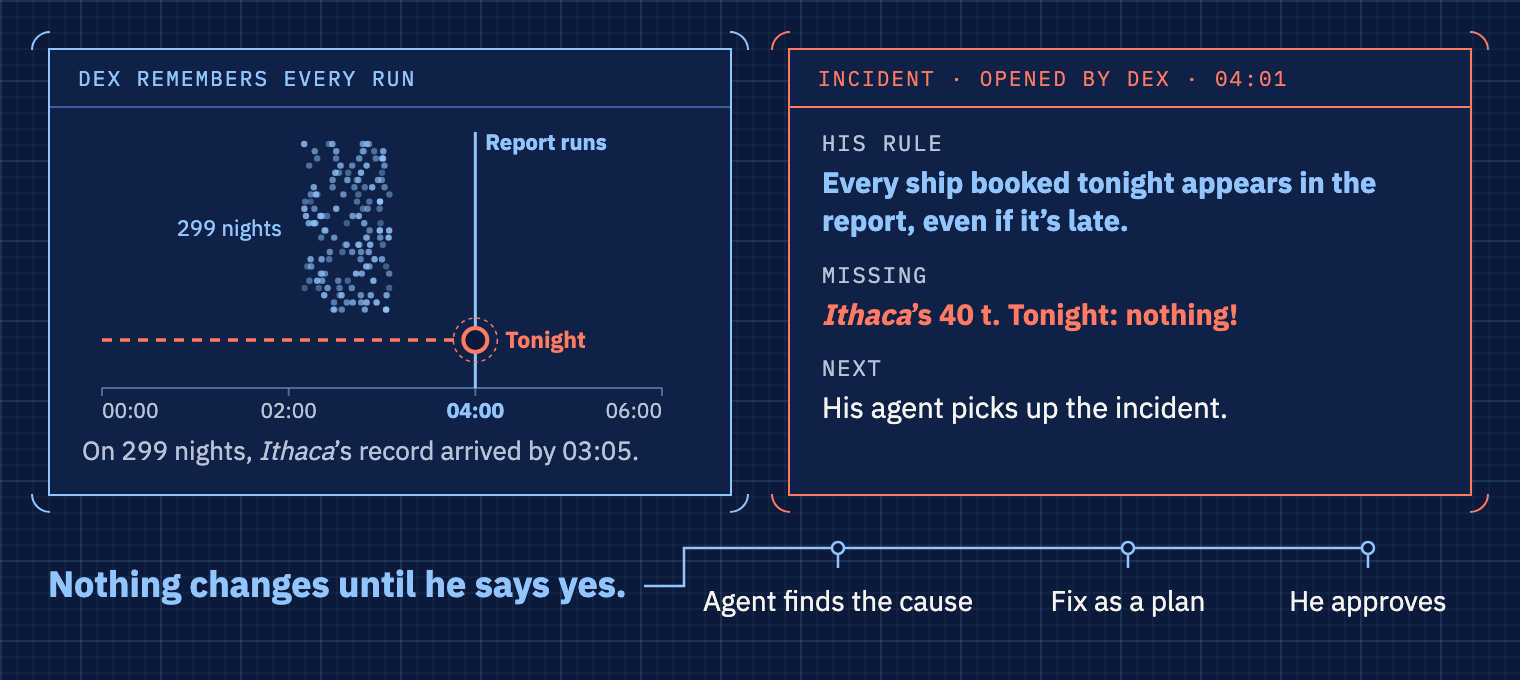 DEX REMEMBERS EVERY RUN
Report runs
299 nights
Tonight
00:00 02:00 04:00 06:00
On 299 nights, Ithaca’s record arrived by 03:05.
INCIDENT · OPENED BY DEX · 04:01
HIS RULE
Every ship booked tonight appears in the
report, even if it’s late.
MISSING
Ithaca’s 40 t. Tonight: nothing!
NEXT
His agent picks up the incident.
Nothing changes until he says yes.
Agent finds the cause
Fix as a plan
He approves